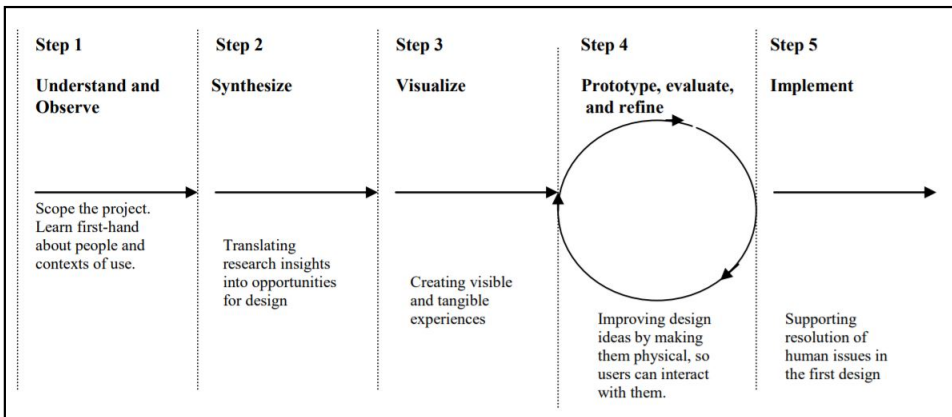 Step 1
Understand and
Observe
Scope the project.
Learn first-hand
about people and
contexts of use.
Step 2
Synthesize
Translating
research insights
into opportunities
for design
Step 3
Visualize
Creating visible
and tangible
experiences
Step 4
Prototype, evaluate,
and refine
Improving design
ideas by making
them physical, so
users can interact
with them.
Step 5
Implement
Supporting
resolution of
human issues in
the first design